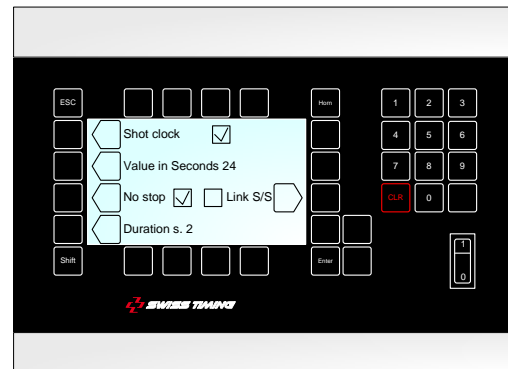 ESC
Horn
1 2 3
Shot clock
4 5 6
Value in Seconds 24
7 8 9
No stop Link S/S
CLR 0
Duration s. 2
Shift
Enter
1
0
SWISS TIMING